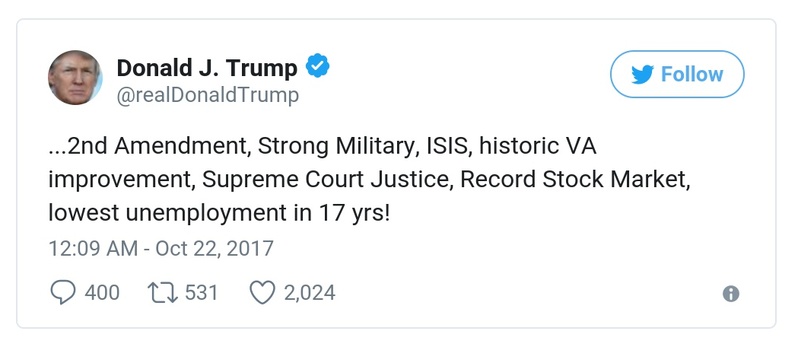 Donald J. Trump
@realDonaldTrump
Follow
...2nd Amendment, Strong Military, ISIS, historic VA
improvement, Supreme Court Justice, Record Stock Market,
lowest unemployment in 17 yrs!
12:09 AM - Oct 22, 2017
400 531 2,024